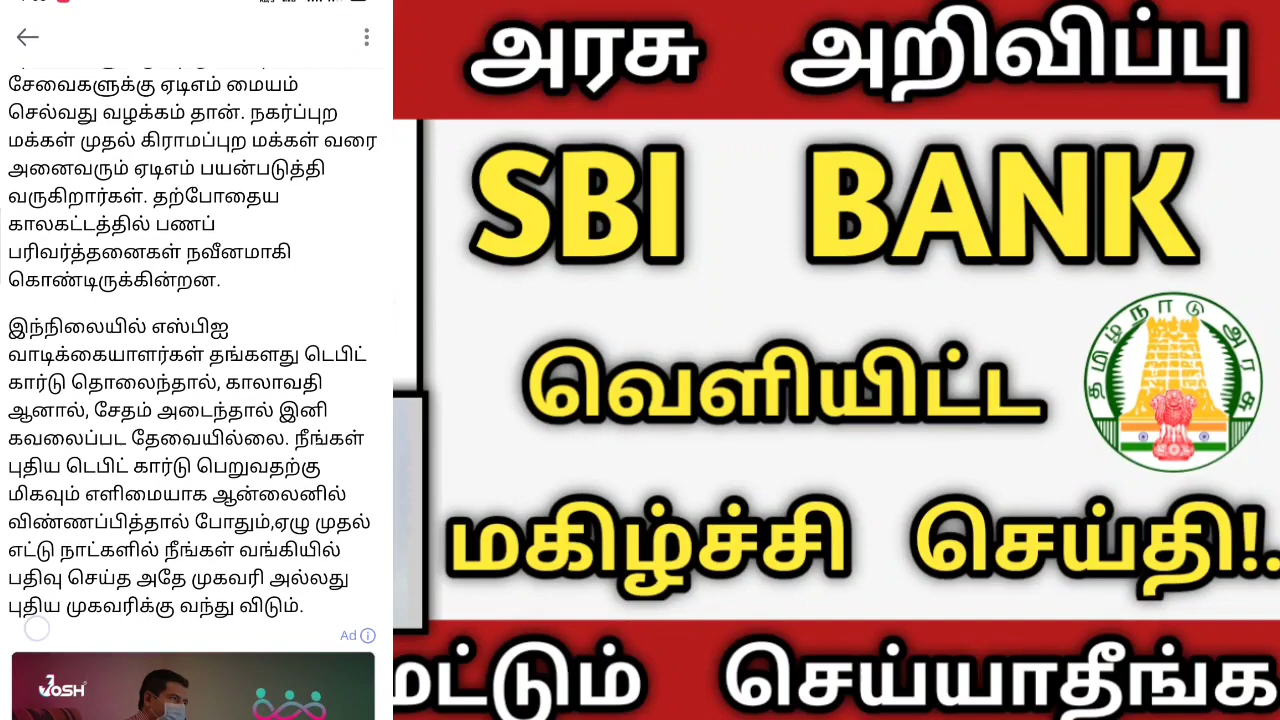 சேவைகளுக்கு ஏடிஎம் மையம்
செல்வது வழக்கம் தான். நகர்ப்புற
மக்கள் முதல் கிராமப்புற மக்கள் வரை
அனைவரும் ஏடிஎம் பயன்படுத்தி
வருகிறார்கள். தற்போதைய
காலகட்டத்தில் பணப்
பரிவர்த்தனைகள் நவீனமாகி
கொண்டிருக்கின்றன.
இந்நிலையில் எஸ்பிஐ
வாடிக்கையாளர்கள் தங்களது டெபிட்
கார்டு தொலைந்தால், காலாவதி
ஆனால், சேதம் அடைந்தால் இனி
கவலைப்பட தேவையில்லை. நீங்கள்
புதிய டெபிட் கார்டு பெறுவதற்கு
மிகவும் எளிமையாக ஆன்லைனில்
விண்ணப்பித்தால் போதும்,ஏழு முதல்
எட்டு நாட்களில் நீங்கள் வங்கியில்
பதிவு செய்த அதே முகவரி அல்லது
புதிய முகவரிக்கு வந்து விடும்.
Ad
JOSH
அரசு அறிவிப்பு
SBI BANK
வெளியிட்ட
தமிழ்நாடு அரசு
மகிழ்ச்சி செய்தி!.
மட்டும் செய்யாதீங்க